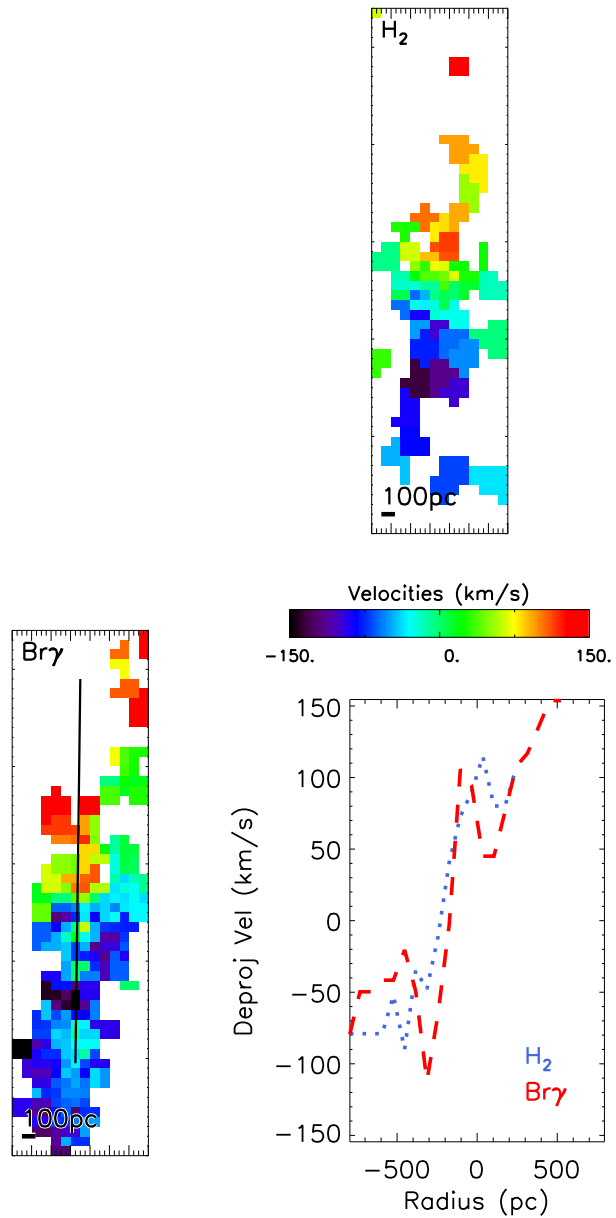 H2
100pc
Velocities (km/s)
-150. 0. 150.
Brγ
100pc
150
100
50
0
−50
−100
−150
Deproj Vel (km/s)
H2
Brγ
−500 0 500
Radius (pc)